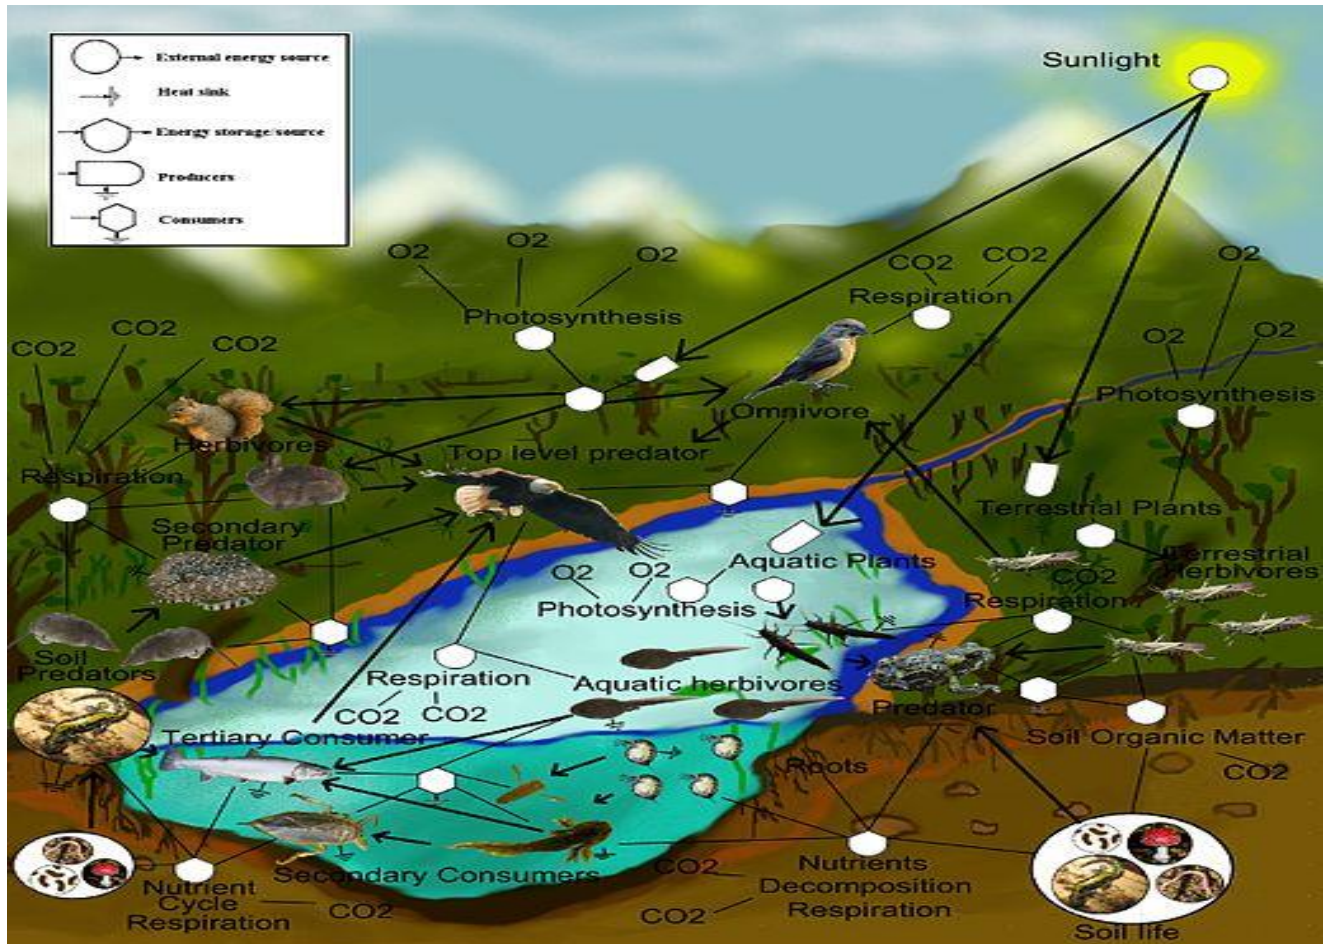 External energy source
Heat sink
Energy storage/source
Producers
Consumers
Sunlight
O2
O2
O2
Photosynthesis
CO2
CO2
Respiration
O2
O2
O2
Photosynthesis
CO2
CO2
CO2
Herbivores
Respiration
Omnivore
Top level predator
Secondary
Predator
Terrestrial Plants
Terrestrial
Herbivores
Aquatic Plants
O2
O2
Photosynthesis
CO2
Respiration
Soil
Predators
Respiration
CO2
CO2
Aquatic herbivores
Predator
Tertiary Consumer
Soil Organic Matter
CO2
Roots
Secondary Consumers
Nutrient
Cycle
Respiration
CO2
CO2
Nutrients
Decomposition
Respiration
CO2
Soil life